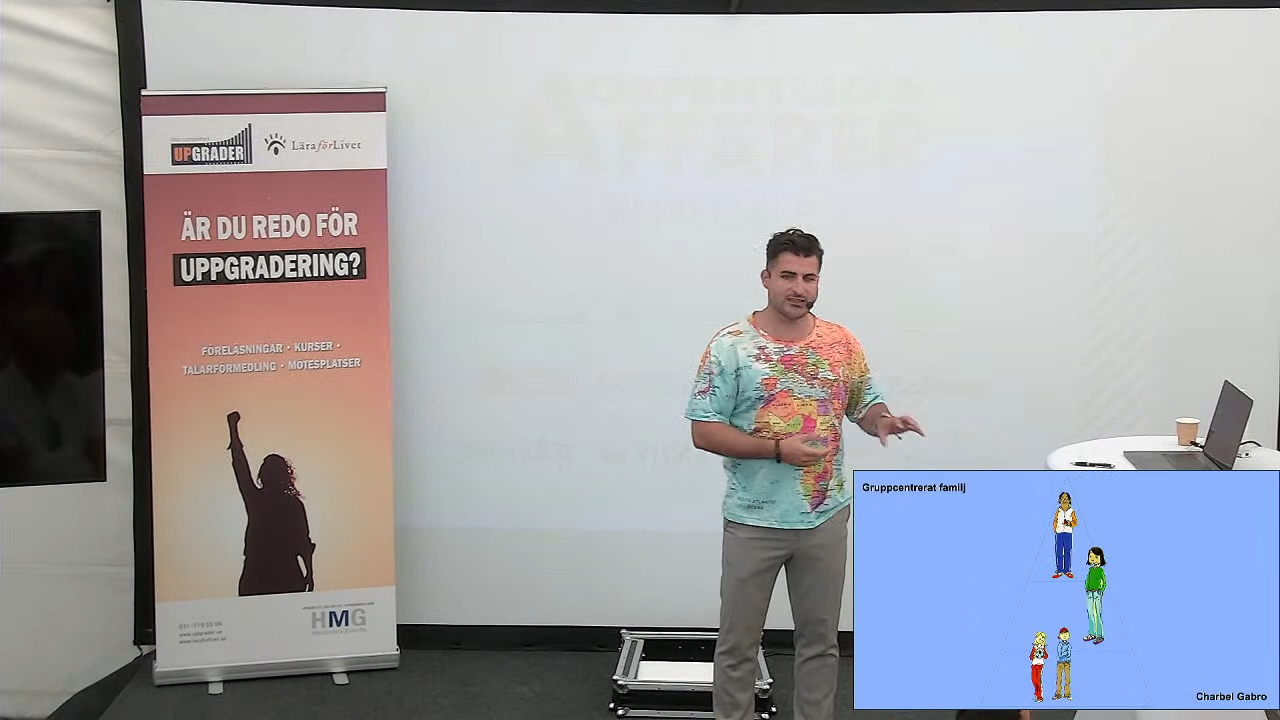 UPGRADER
LäraförLivet
ÄR DU REDO FÖR
UPPGRADERING?
FÖRELÄSNINGAR • KURSER •
TALARFÖRMEDLING • MÖTESPLATSER
HMG
Gruppcentrerat familj
Charbel Gabro